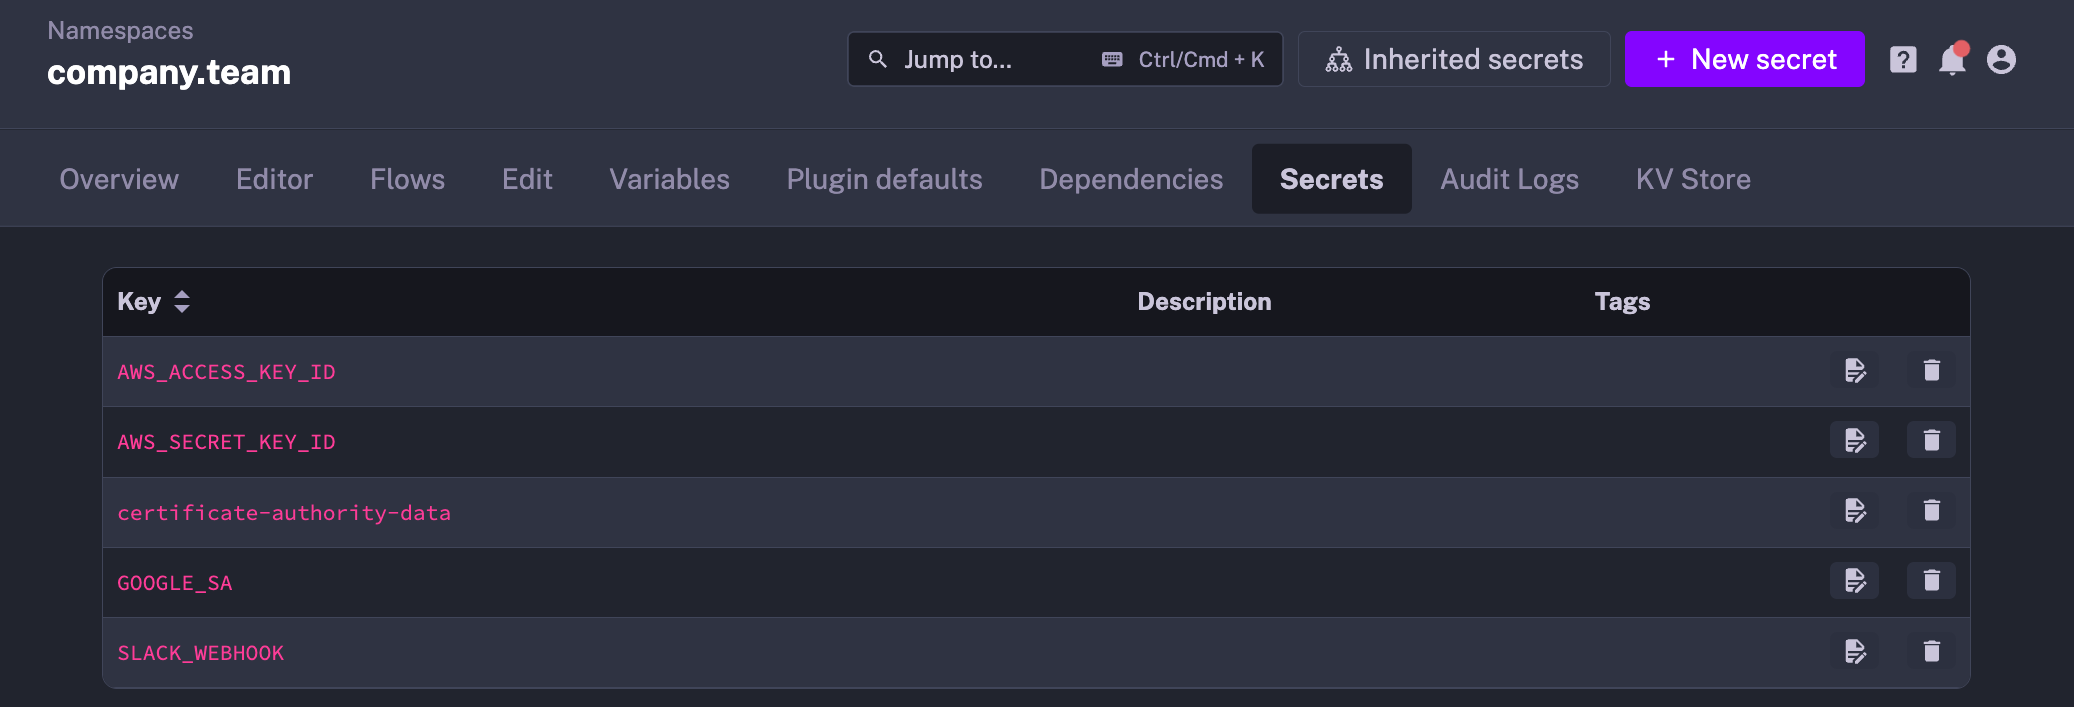 Namespaces
company.team
Jump to... Ctrl/Cmd + K
Inherited secrets
+ New secret
?
Overview Editor Flows Edit Variables Plugin defaults Dependencies Secrets Audit Logs KV Store
Key Description Tags
AWS_ACCESS_KEY_ID
AWS_SECRET_KEY_ID
certificate-authority-data
GOOGLE_SA
SLACK_WEBHOOK